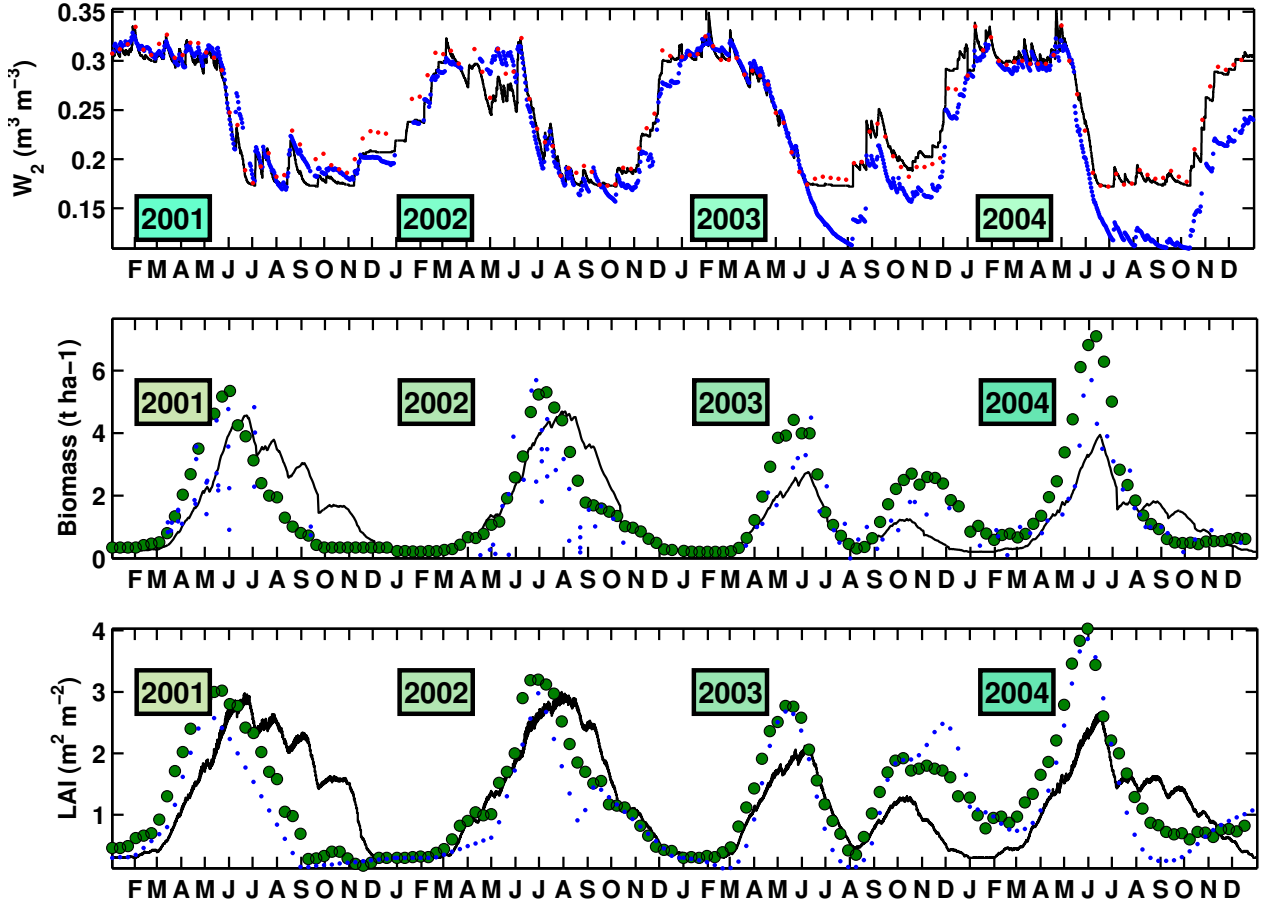 W₂ (m³ m⁻³)
0.35
0.3
0.25
0.2
0.15
2001 2002 2003 2004
F M A M J J A S O N D J F M A M J J A S O N D J F M A M J J A S O N D J F M A M J J A S O N D
Biomass (t ha−1)
6
4
2
0
2001 2002 2003 2004
F M A M J J A S O N D J F M A M J J A S O N D J F M A M J J A S O N D J F M A M J J A S O N D
LAI (m² m⁻²)
4
3
2
1
2001 2002 2003 2004
F M A M J J A S O N D J F M A M J J A S O N D J F M A M J J A S O N D J F M A M J J A S O N D